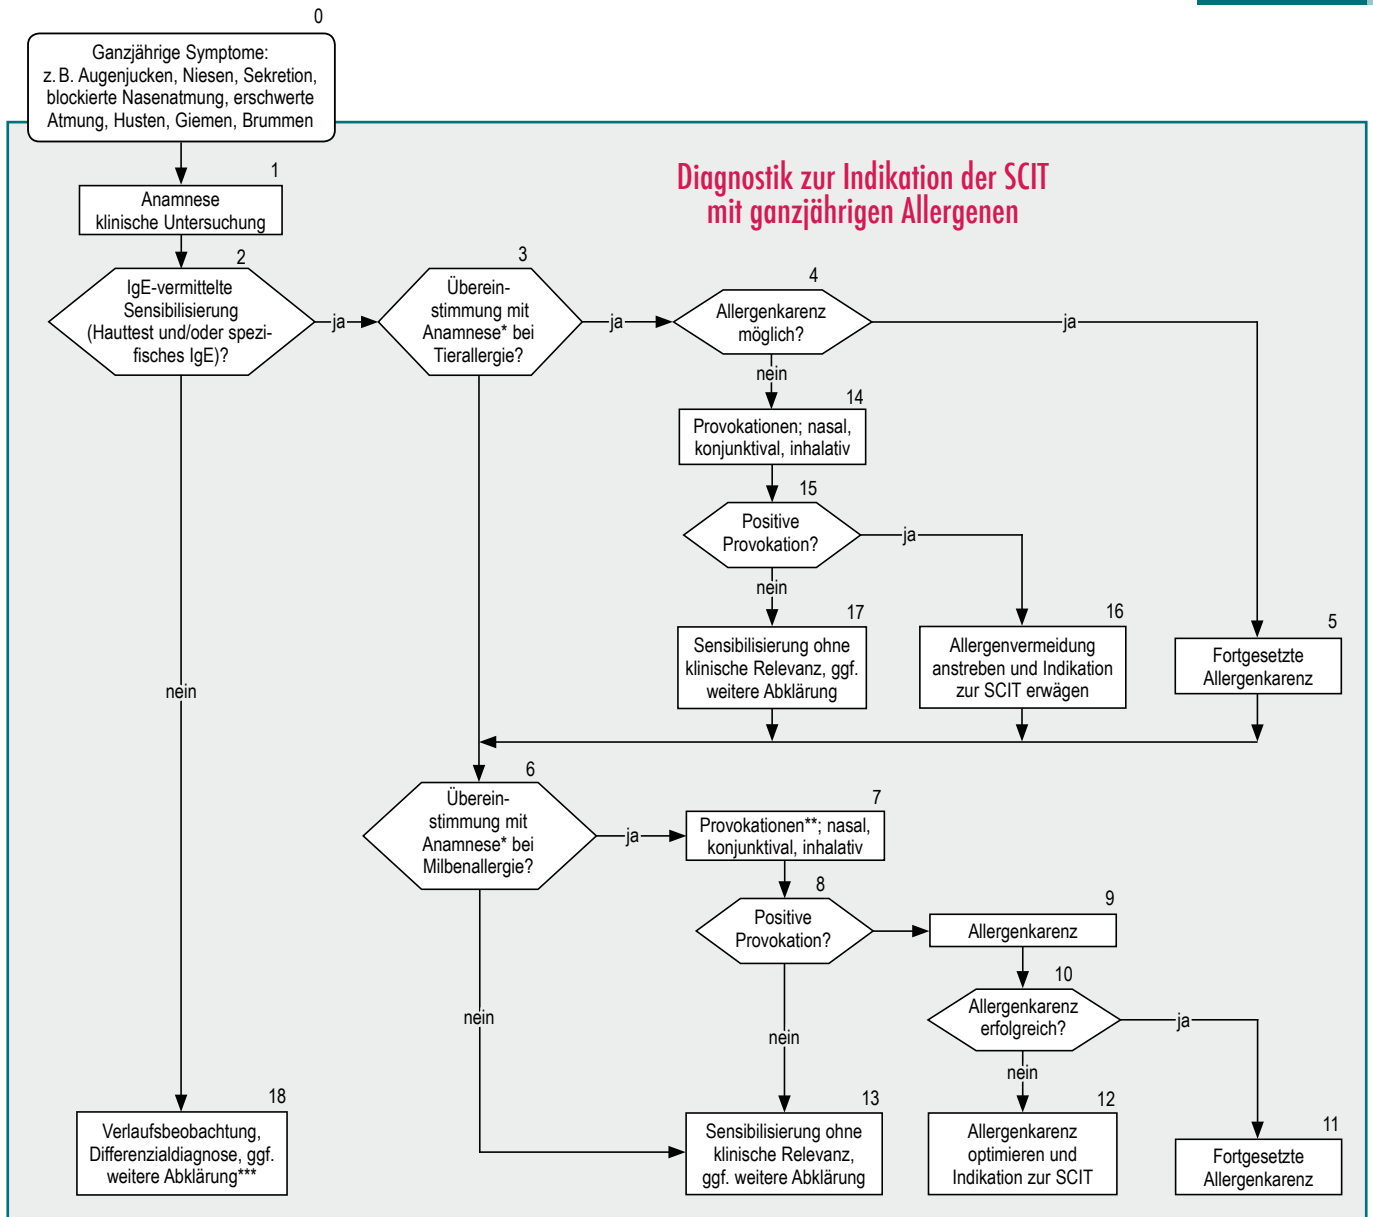 0
Ganzjährige Symptome:
z. B. Augenjucken, Niesen, Sekretion,
blockierte Nasenatmung, erschwerte
Atmung, Husten, Giemen, Brummen
Diagnostik zur Indikation der SCIT
mit ganzjährigen Allergenen
1
Anamnese
klinische Untersuchung
2
IgE-vermittelte
Sensibilisierung
(Hauttest und/oder spezi-
fisches IgE)?
ja
3
Überein-
stimmung mit
Anamnese* bei
Tierallergie?
ja
4
Allergenkarenz
möglich?
ja
nein
14
Provokationen; nasal,
konjunktival, inhalativ
15
Positive
Provokation?
ja
nein
17
Sensibilisierung ohne
klinische Relevanz, ggf.
weitere Abklärung
16
Allergenvermeidung
anstreben und Indikation
zur SCIT erwägen
5
Fortgesetzte
Allergenkarenz
nein
6
Überein-
stimmung mit
Anamnese* bei
Milbenallergie?
ja
7
Provokationen**; nasal,
konjunktival, inhalativ
8
Positive
Provokation?
9
Allergenkarenz
10
Allergenkarenz
erfolgreich?
ja
nein
nein
nein
18
Verlaufsbeobachtung,
Differenzialdiagnose, ggf.
weitere Abklärung***
13
Sensibilisierung ohne
klinische Relevanz,
ggf. weitere Abklärung
12
Allergenkarenz
optimieren und
Indikation zur SCIT
11
Fortgesetzte
Allergenkarenz